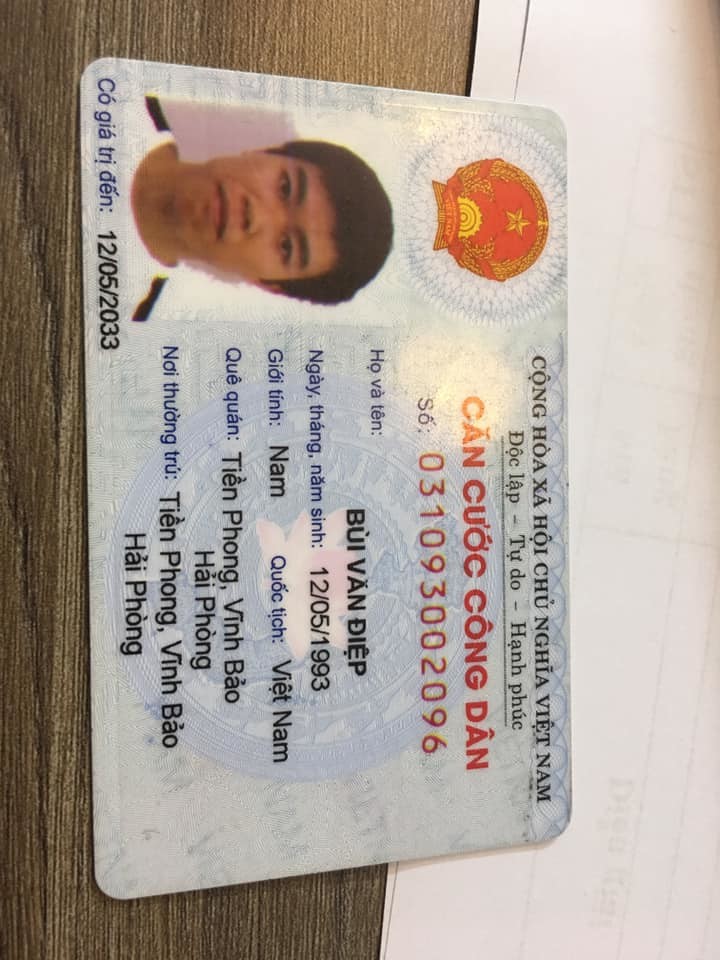 CỘNG HÒA XÃ HỘI CHỦ NGHĨA VIỆT NAM
Độc lập – Tự do – Hạnh phúc
CĂN CƯỚC CÔNG DÂN
Số: 031093002096
Họ và tên:
BÙI VĂN ĐIỆP
Ngày, tháng, năm sinh: 12/05/1993
Giới tính: Nam Quốc tịch: Việt Nam
Quê quán: Tiền Phong, Vĩnh Bảo
Hải Phòng
Nơi thường trú: Tiền Phong, Vĩnh Bảo
Hải Phòng
Có giá trị đến: 12/05/2033